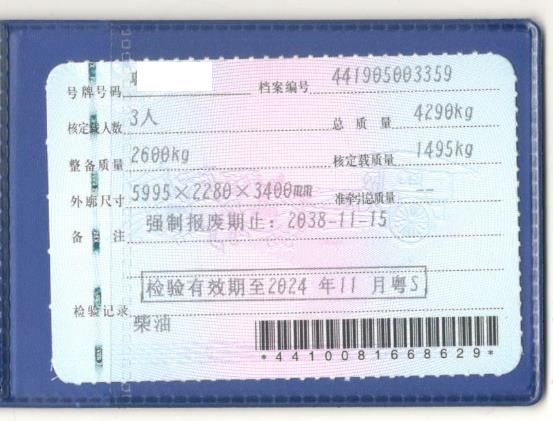 号牌号码 档案编号 441905003359
核定载人数 3人 总质量 4290kg
整备质量 2600kg 核定载质量 1495kg
外廓尺寸 5995×2280×3400mm 准牵引总质量 --
备注 强制报废期止：2038-11-15
检验有效期至2024年11月粤S
检验记录 柴油
*4410081668629*